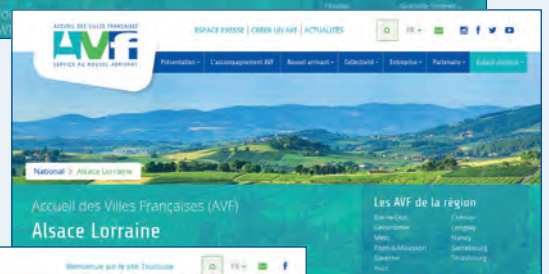 ACCUEIL DES VILLES FRANÇAISES
AVF
SERVICE AU NOUVEL ARRIVANT
ESPACE PRESSE | CRÉER UN AVF | ACTUALITÉS
FR
Présentation
L'accompagnement AVF
Nouvel arrivant
Collectivité
Entreprise
Partenaire
National > Alsace Lorraine
Accueil des Villes Françaises (AVF)
Alsace Lorraine
Les AVF de la région
Bar-le-Duc
Colmar
Gérardmer
Longwy
Metz
Nancy
Pont-à-Mousson
Sarrebourg
Saverne
Strasbourg
Bienvenue sur le site Toulouse
FR